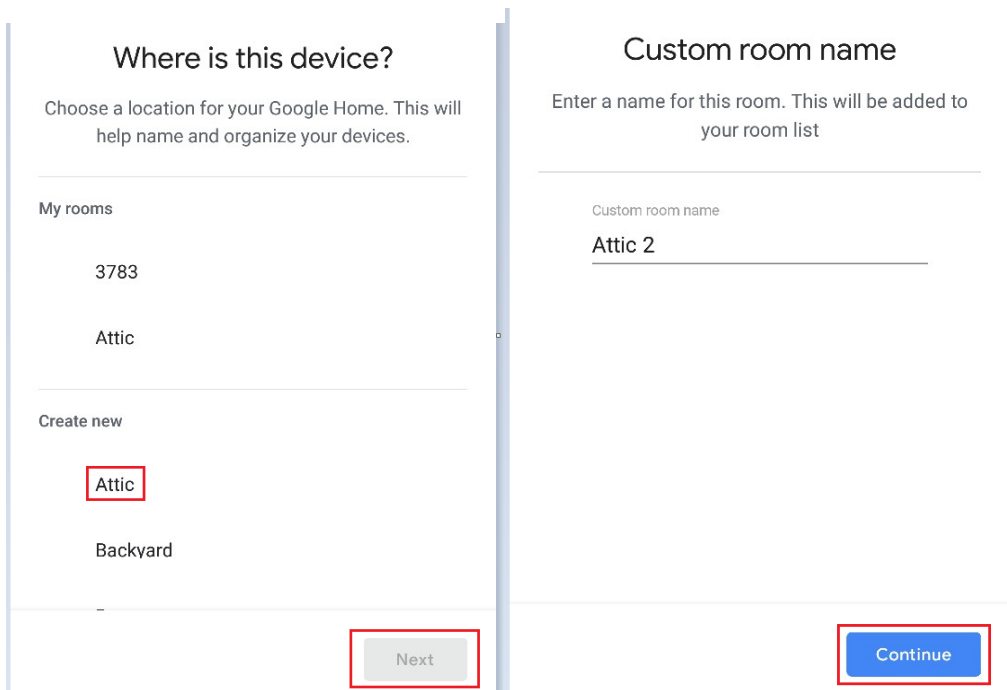 Where is this device?
Choose a location for your Google Home. This will
help name and organize your devices.
My rooms
3783
Attic
Create new
Attic
Backyard
Next
Custom room name
Enter a name for this room. This will be added to
your room list
Custom room name
Attic 2
Continue